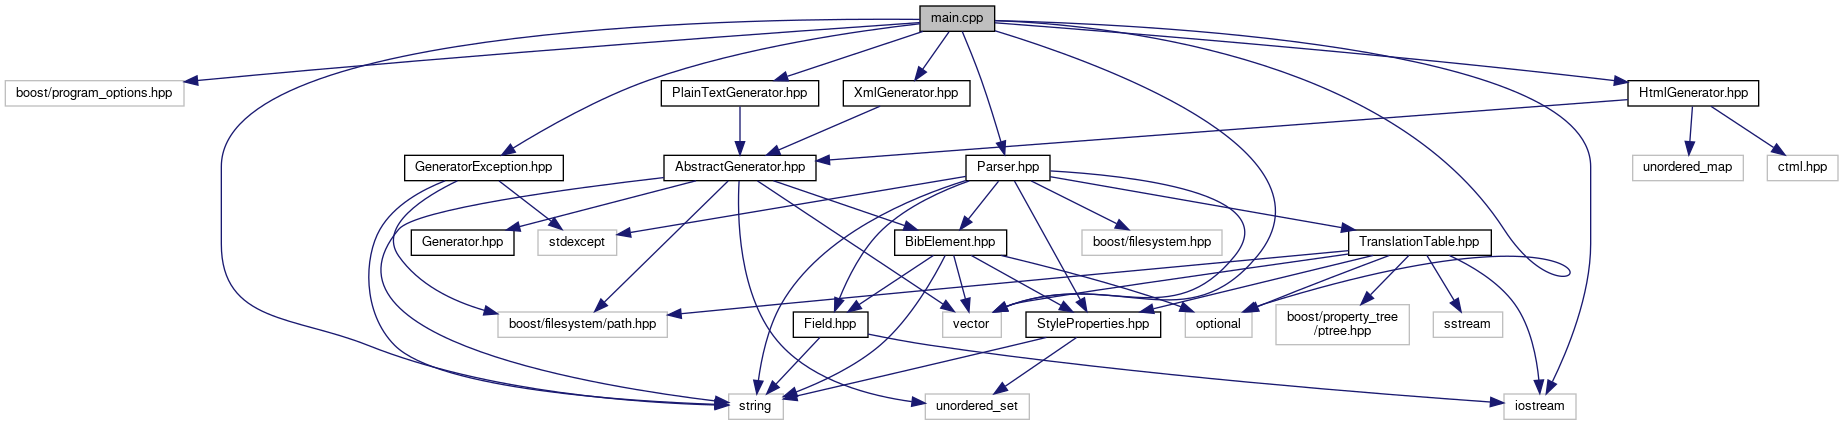 main.cpp
boost/program_options.hpp
PlainTextGenerator.hpp
XmlGenerator.hpp
HtmlGenerator.hpp
GeneratorException.hpp
AbstractGenerator.hpp
Parser.hpp
unordered_map
ctml.hpp
Generator.hpp
stdexcept
BibElement.hpp
boost/filesystem.hpp
TranslationTable.hpp
boost/filesystem/path.hpp
Field.hpp
vector
StyleProperties.hpp
optional
boost/property_tree
/ptree.hpp
sstream
string
unordered_set
iostream